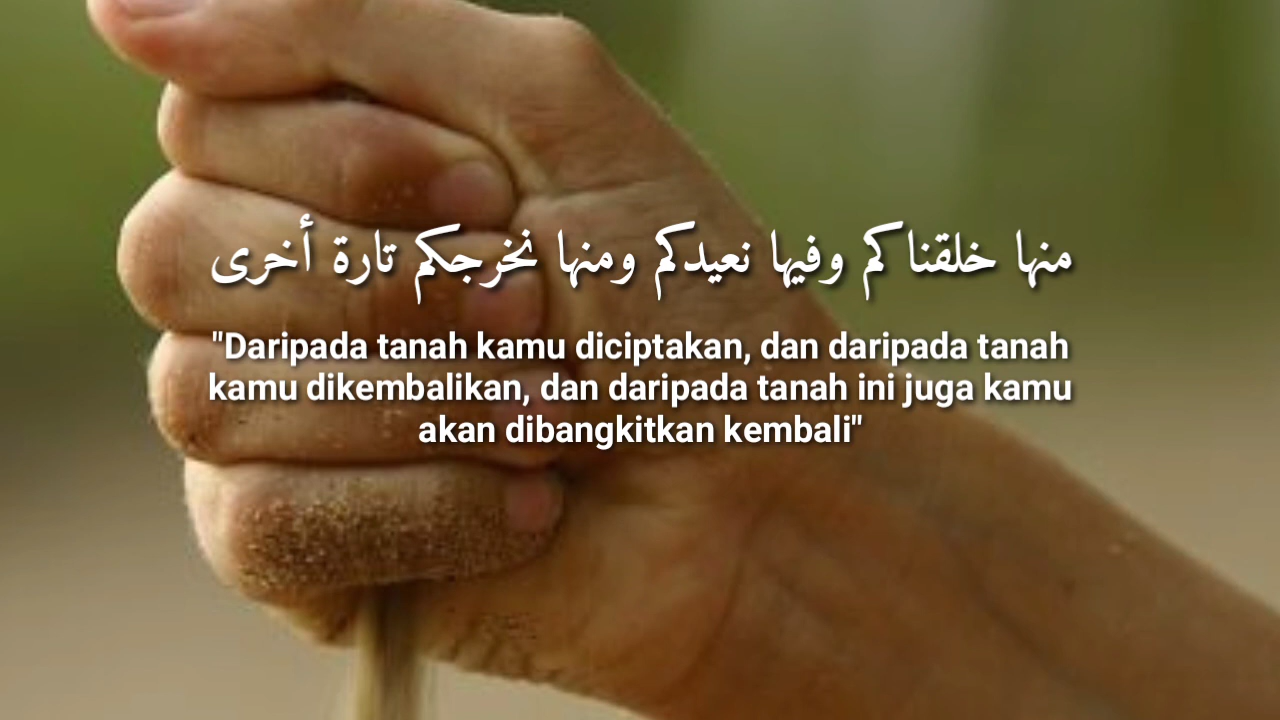 منها خلقناكم وفيها نعيدكم ومنها نخرجكم تارة أخرى
"Daripada tanah kamu diciptakan, dan daripada tanah
kamu dikembalikan, dan daripada tanah ini juga kamu
akan dibangkitkan kembali"